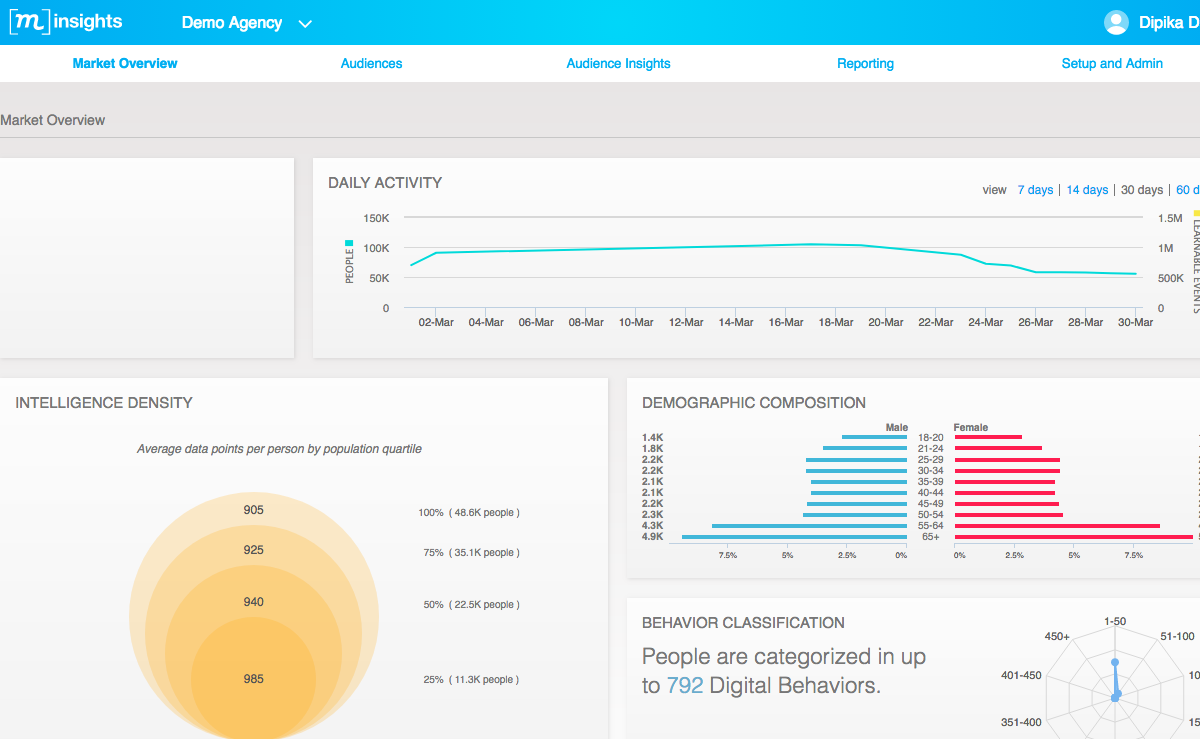 [m] insights
Demo Agency
Dipika D
Market Overview
Audiences
Audience Insights
Reporting
Setup and Admin
Market Overview
DAILY ACTIVITY
view 7 days | 14 days | 30 days | 60 d
PEOPLE
150K
100K
50K
0
1.5M
1M
500K
0
LEARNABLE EVENTS
02-Mar 04-Mar 06-Mar 08-Mar 10-Mar 12-Mar 14-Mar 16-Mar 18-Mar 20-Mar 22-Mar 24-Mar 26-Mar 28-Mar 30-Mar
INTELLIGENCE DENSITY
Average data points per person by population quartile
905 100% ( 48.6K people )
925 75% ( 35.1K people )
940 50% ( 22.5K people )
985 25% ( 11.3K people )
DEMOGRAPHIC COMPOSITION
Male Female
1.4K 18-20
1.8K 21-24
2.2K 25-29
2.2K 30-34
2.1K 35-39
2.1K 40-44
2.2K 45-49
2.3K 50-54
4.3K 55-64
4.9K 65+
7.5% 5% 2.5% 0% 0% 2.5% 5% 7.5%
BEHAVIOR CLASSIFICATION
People are categorized in up
to 792 Digital Behaviors.
1-50
450+ 51-100
401-450 10
351-400 15